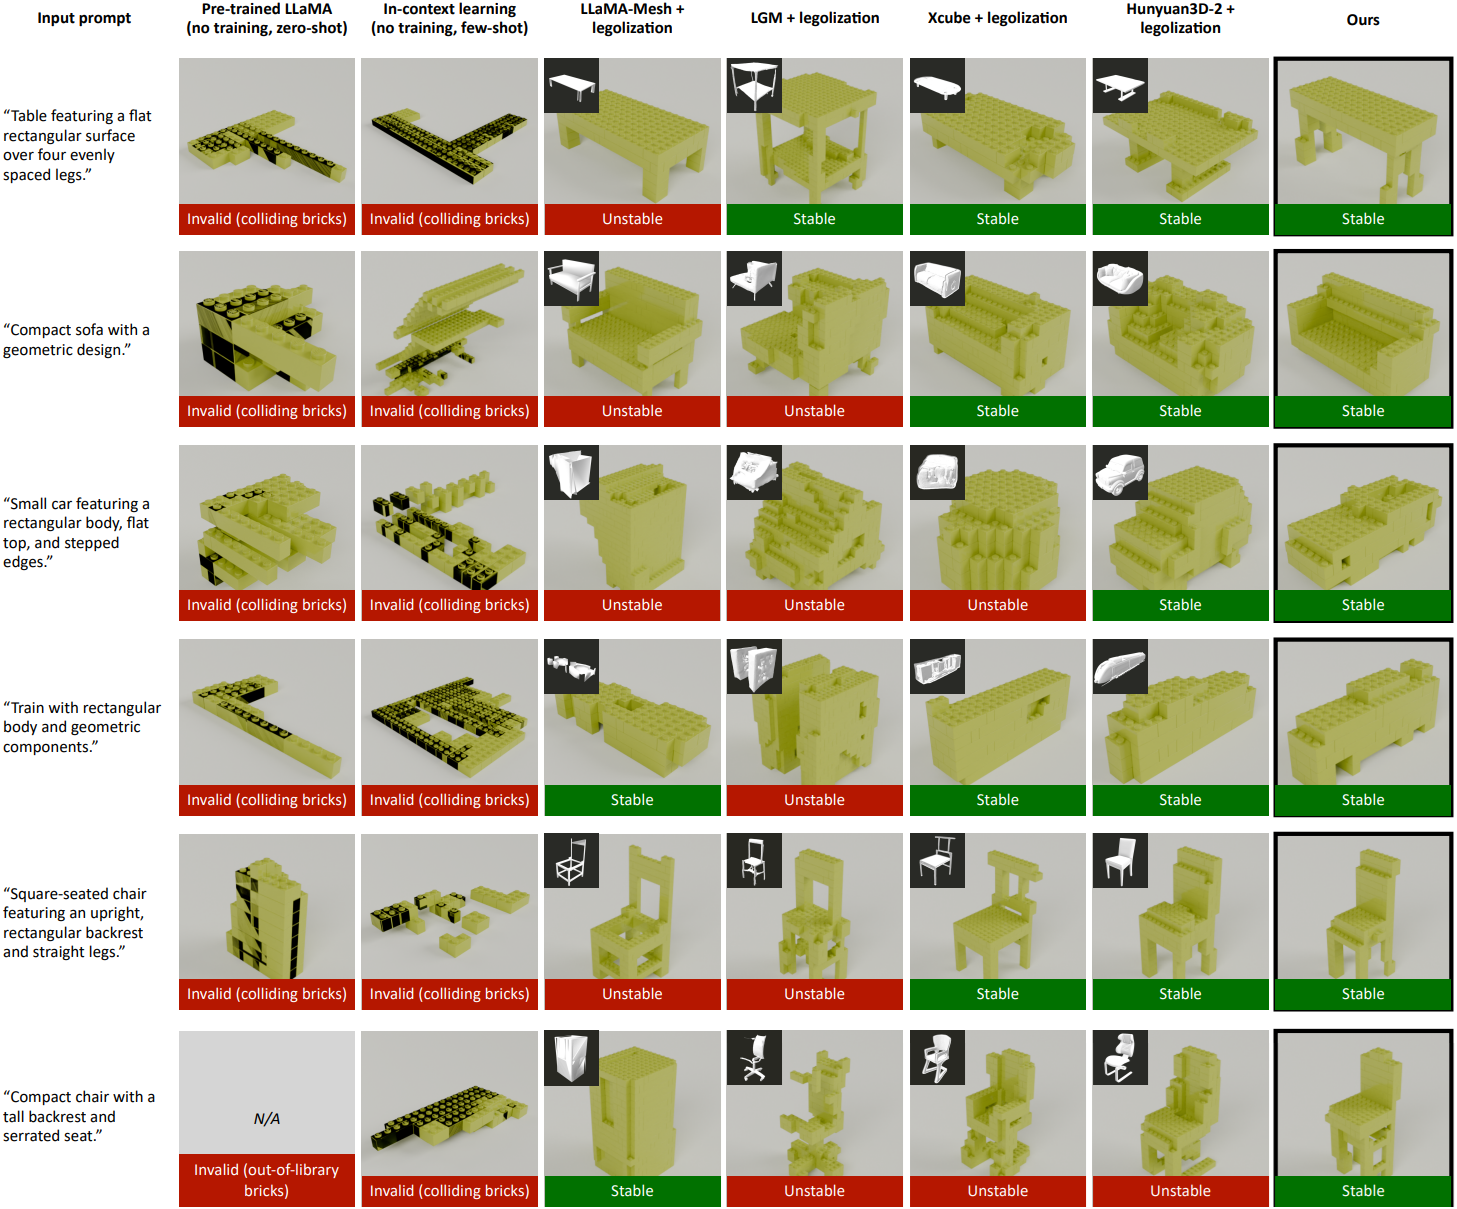 Input prompt
Pre-trained LLaMA
(no training, zero-shot)
In-context learning
(no training, few-shot)
LLaMA-Mesh +
legolization
LGM + legolization
Xcube + legolization
Hunyuan3D-2 +
legolization
Ours
“Table featuring a flat
rectangular surface
over four evenly
spaced legs.”
Invalid (colliding bricks)
Invalid (colliding bricks)
Unstable
Stable
Stable
Stable
Stable
“Compact sofa with a
geometric design.”
Invalid (colliding bricks)
Invalid (colliding bricks)
Unstable
Unstable
Stable
Stable
Stable
“Small car featuring a
rectangular body, flat
top, and stepped
edges.”
Invalid (colliding bricks)
Invalid (colliding bricks)
Unstable
Unstable
Unstable
Stable
Stable
“Train with rectangular
body and geometric
components.”
Invalid (colliding bricks)
Invalid (colliding bricks)
Stable
Unstable
Stable
Stable
Stable
“Square-seated chair
featuring an upright,
rectangular backrest
and straight legs.”
Invalid (colliding bricks)
Invalid (colliding bricks)
Unstable
Unstable
Stable
Stable
Stable
“Compact chair with a
tall backrest and
serrated seat.”
N/A
Invalid (out-of-library
bricks)
Invalid (colliding bricks)
Stable
Unstable
Unstable
Unstable
Stable